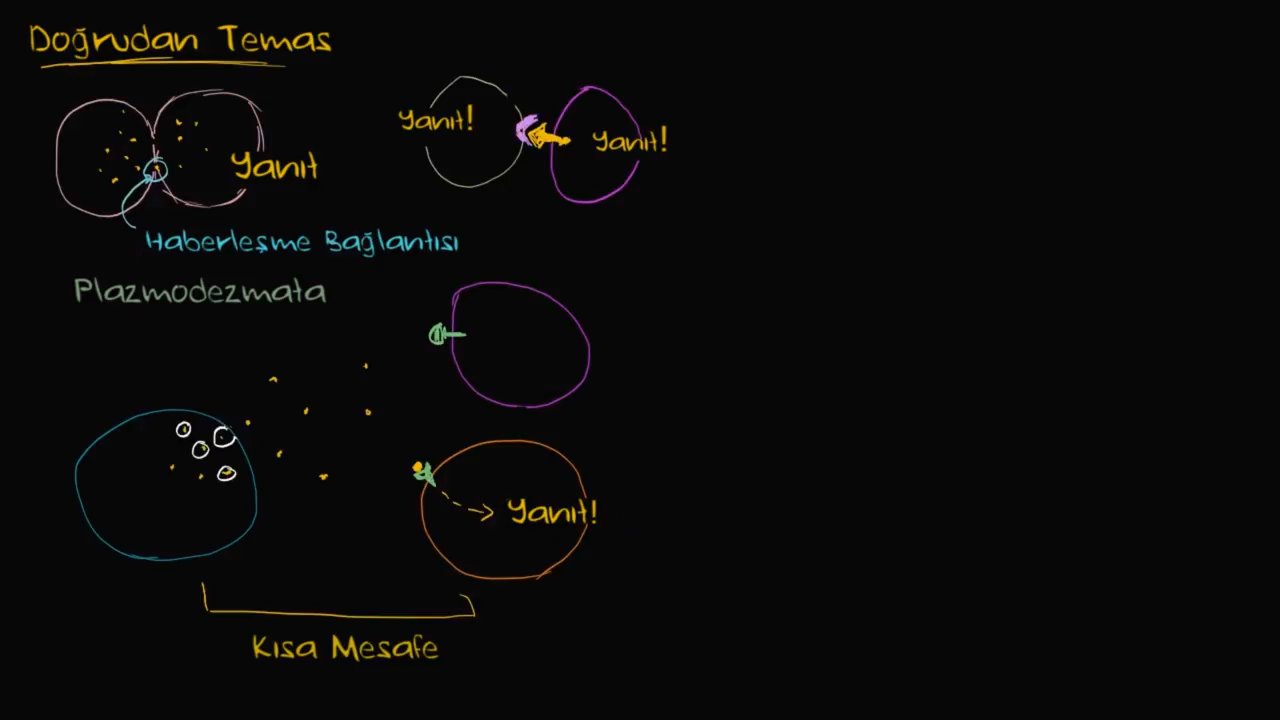 Doğrudan Temas
Yanıt!
Yanıt!
Yanıt
Haberleşme Bağlantısı
Plazmodezmata
Yanıt!
Kısa Mesafe